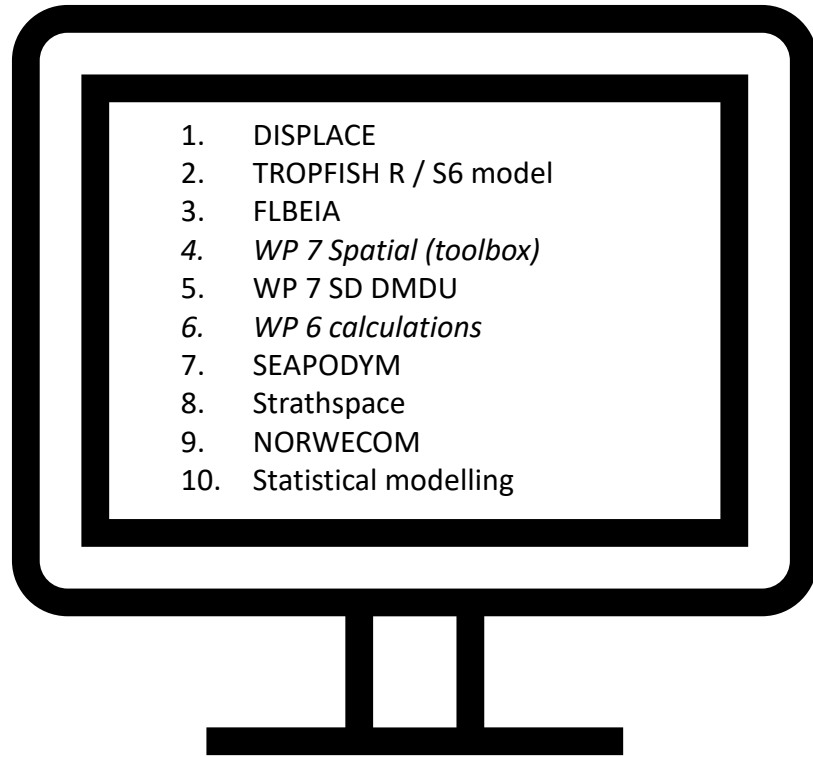 1. DISPLACE
2. TROPFISH R / S6 model
3. FLBEIA
4. WP 7 Spatial (toolbox)
5. WP 7 SD DMDU
6. WP 6 calculations
7. SEAPODYM
8. Strathspace
9. NORWECOM
10. Statistical modelling